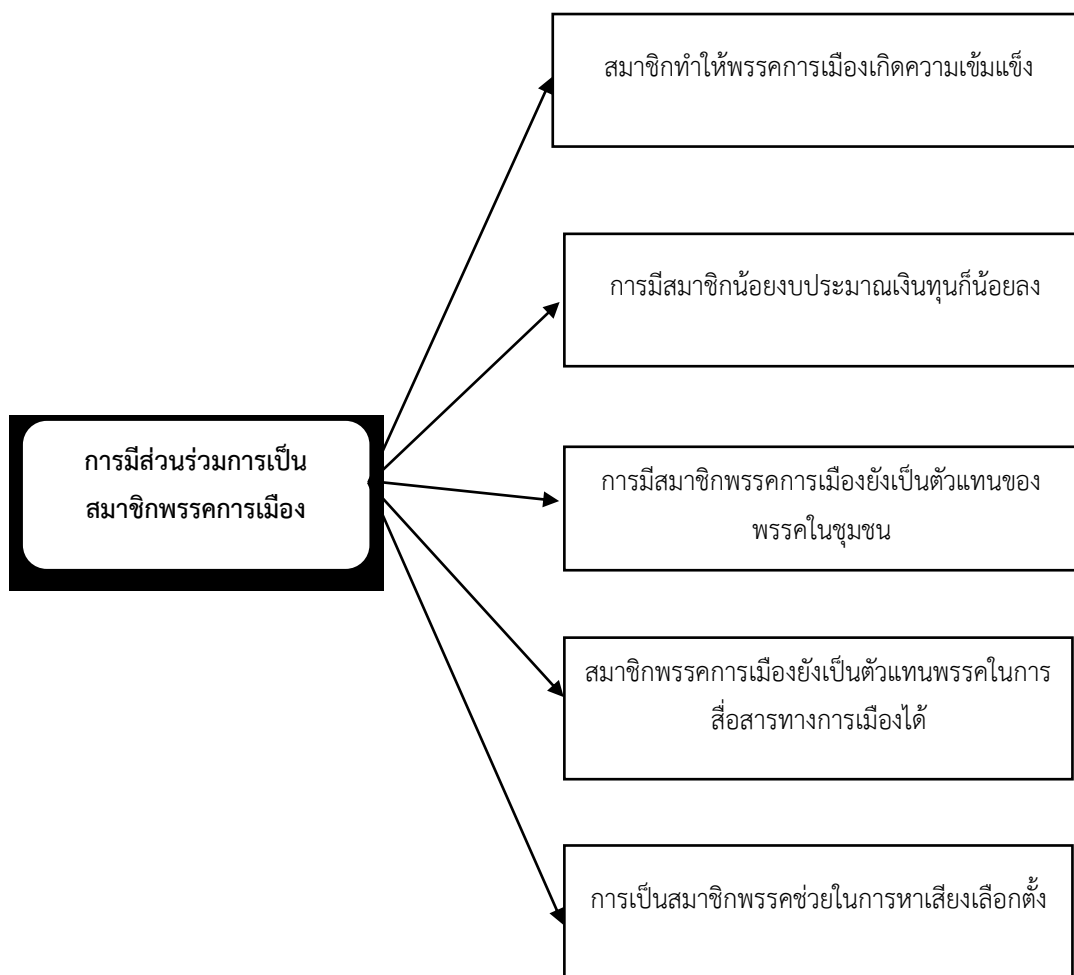 สมาชิกทำให้พรรคการเมืองเกิดความเข้มแข็ง
การมีสมาชิกน้อยงบประมาณเงินทุนก็น้อยลง
การมีส่วนร่วมการเป็น
สมาชิกพรรคการเมือง
การมีสมาชิกพรรคการเมืองยังเป็นตัวแทนของ
พรรคในชุมชน
สมาชิกพรรคการเมืองยังเป็นตัวแทนพรรคในการ
สื่อสารทางการเมืองได้
การเป็นสมาชิกพรรคช่วยในการหาเสียงเลือกตั้ง